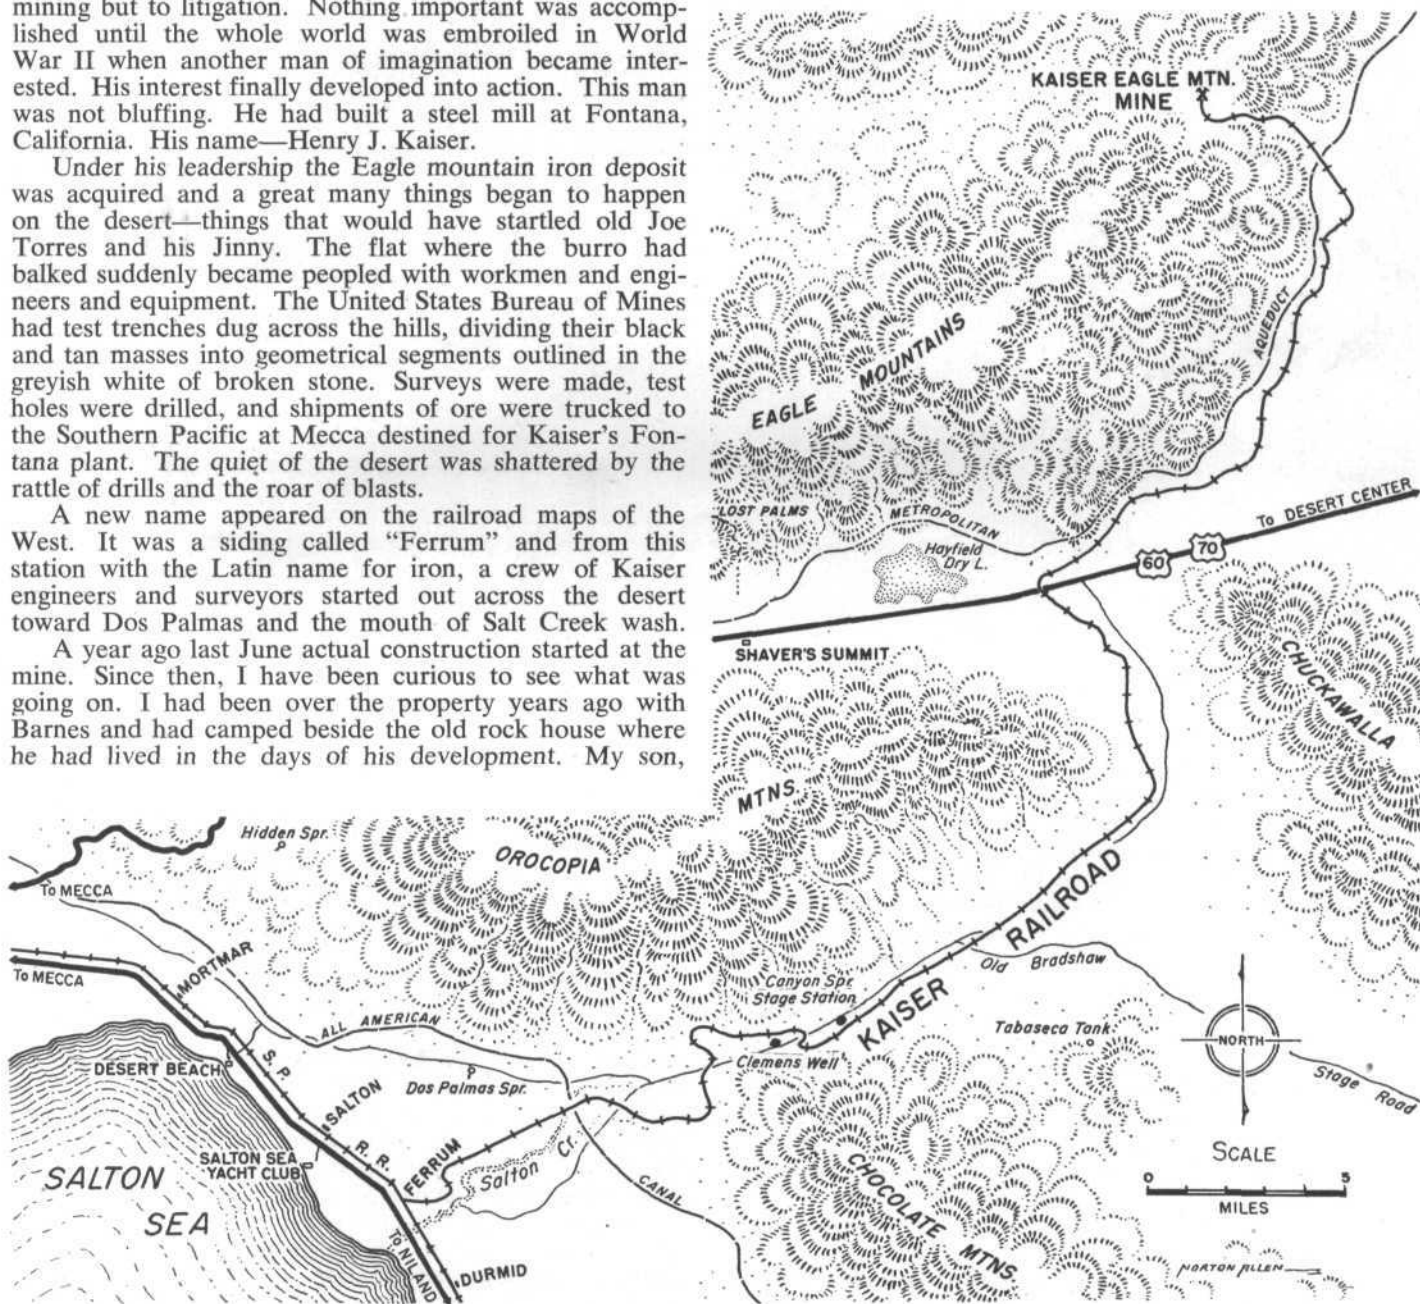 mining but to litigation. Nothing important was accomp-
lished until the whole world was embroiled in World
War II when another man of imagination became inter-
ested. His interest finally developed into action. This man
was not bluffing. He had built a steel mill at Fontana,
California. His name—Henry J. Kaiser.
Under his leadership the Eagle mountain iron deposit
was acquired and a great many things began to happen
on the desert—things that would have startled old Joe
Torres and his Jinny. The flat where the burro had
balked suddenly became peopled with workmen and engi-
neers and equipment. The United States Bureau of Mines
had test trenches dug across the hills, dividing their black
and tan masses into geometrical segments outlined in the
greyish white of broken stone. Surveys were made, test
holes were drilled, and shipments of ore were trucked to
the Southern Pacific at Mecca destined for Kaiser's Fon-
tana plant. The quiet of the desert was shattered by the
rattle of drills and the roar of blasts.
A new name appeared on the railroad maps of the
West. It was a siding called "Ferrum" and from this
station with the Latin name for iron, a crew of Kaiser
engineers and surveyors started out across the desert
toward Dos Palmas and the mouth of Salt Creek wash.
A year ago last June actual construction started at the
mine. Since then, I have been curious to see what was
going on. I had been over the property years ago with
Barnes and had camped beside the old rock house where
he had lived in the days of his development. My son,
KAISER EAGLE MTN.
MINE
AQUEDUCT
EAGLE MOUNTAINS
LOST PALMS
METROPOLITAN
Hayfield
Dry L.
To DESERT CENTER
60
70
SHAVER'S SUMMIT
CHUCKAWALLA
Hidden Spr.
OROCOPIA MTNS.
To MECCA
To MECCA
MORTMAR
KAISER RAILROAD
Old Bradshaw
Stage Road
Canyon Spr.
Stage Station
Tabaseca Tank
NORTH
ALL AMERICAN
CANAL
Clemens Well
DESERT BEACH
S. P.
R. R.
Dos Palmas Spr.
SALTON
SALTON SEA
YACHT CLUB
FERRUM
Salton Cr.
SALTON
SEA
To NILAND
DURMID
CHOCOLATE MTNS
SCALE
0 5
MILES
NORTON ALLEN